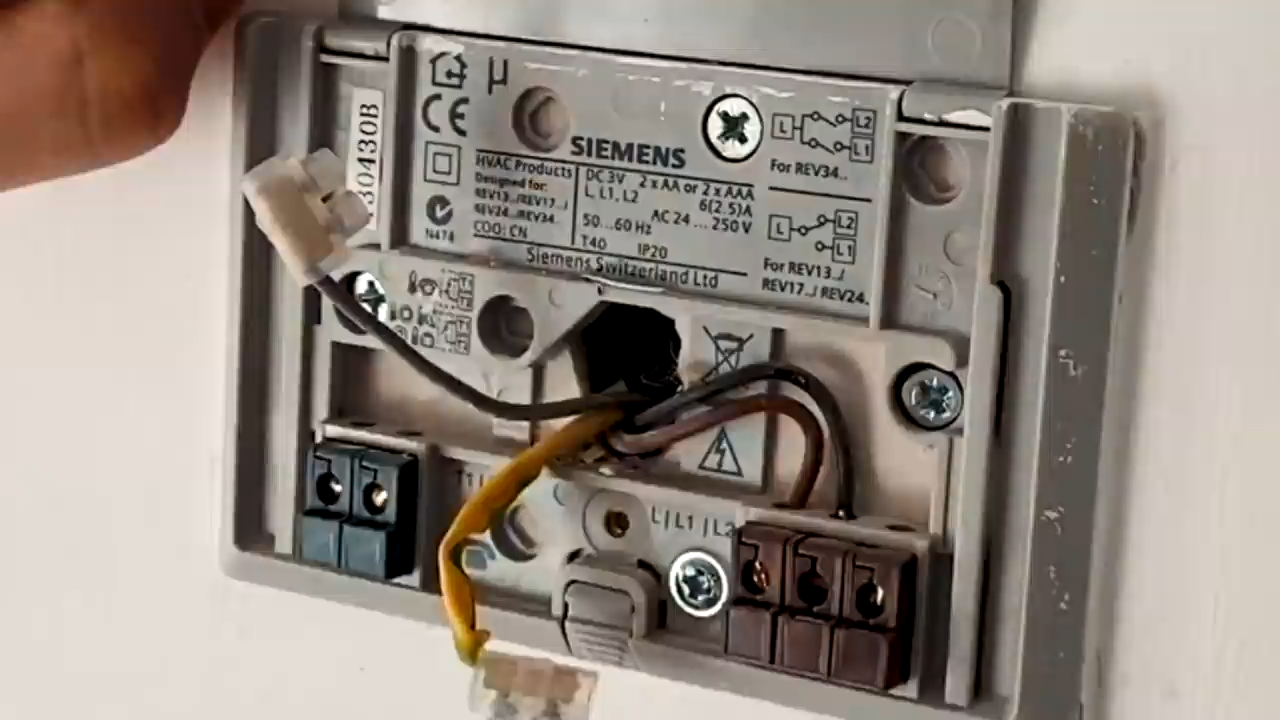 30430B
µ
CE
N474
SIEMENS
HVAC Products
Designed for:
REV13../REV17../
REV24../REV34..
COO: CN
DC 3V 2 x AA or 2 x AAA
L, L1, L2 6(2.5)A
AC 24 ... 250 V
50...60 Hz
T40 IP20
Siemens Switzerland Ltd
L L2
L1
For REV34..
L L2
L1
For REV13../
REV17../ REV24..
T1
L | L1 | L2